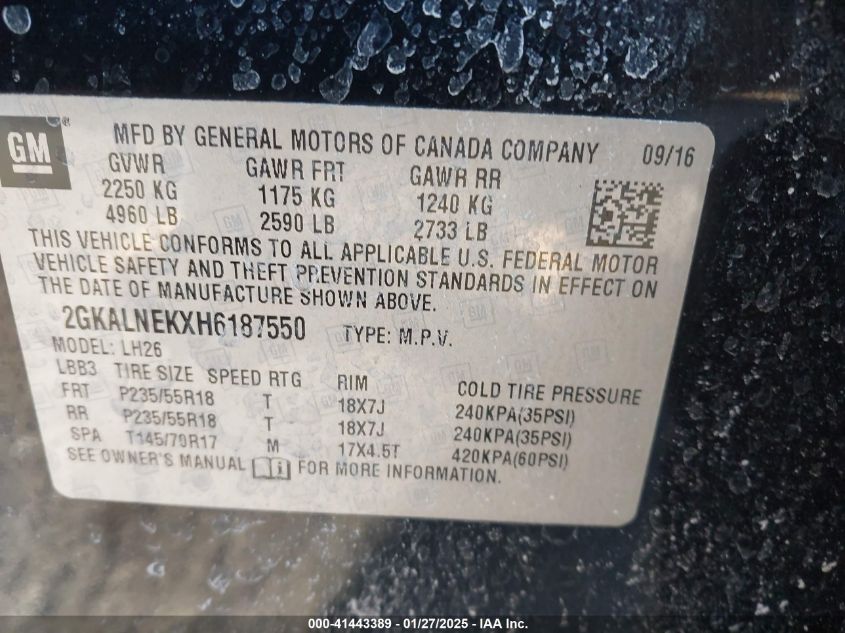 GM
MFD BY GENERAL MOTORS OF CANADA COMPANY 09/16
GVWR GAWR FRT GAWR RR
2250 KG 1175 KG 1240 KG
4960 LB 2590 LB 2733 LB
THIS VEHICLE CONFORMS TO ALL APPLICABLE U.S. FEDERAL MOTOR
VEHICLE SAFETY AND THEFT PREVENTION STANDARDS IN EFFECT ON
THE DATE OF MANUFACTURE SHOWN ABOVE.
2GKALNEKXH6187550 TYPE: M.P.V.
MODEL: LH26
LBB3 TIRE SIZE SPEED RTG RIM COLD TIRE PRESSURE
FRT P235/55R18 T 18X7J 240KPA(35PSI)
RR P235/55R18 T 18X7J 240KPA(35PSI)
SPA T145/70R17 M 17X4.5T 420KPA(60PSI)
SEE OWNER'S MANUAL FOR MORE INFORMATION.
000-41443389 - 01/27/2025 - IAA Inc.